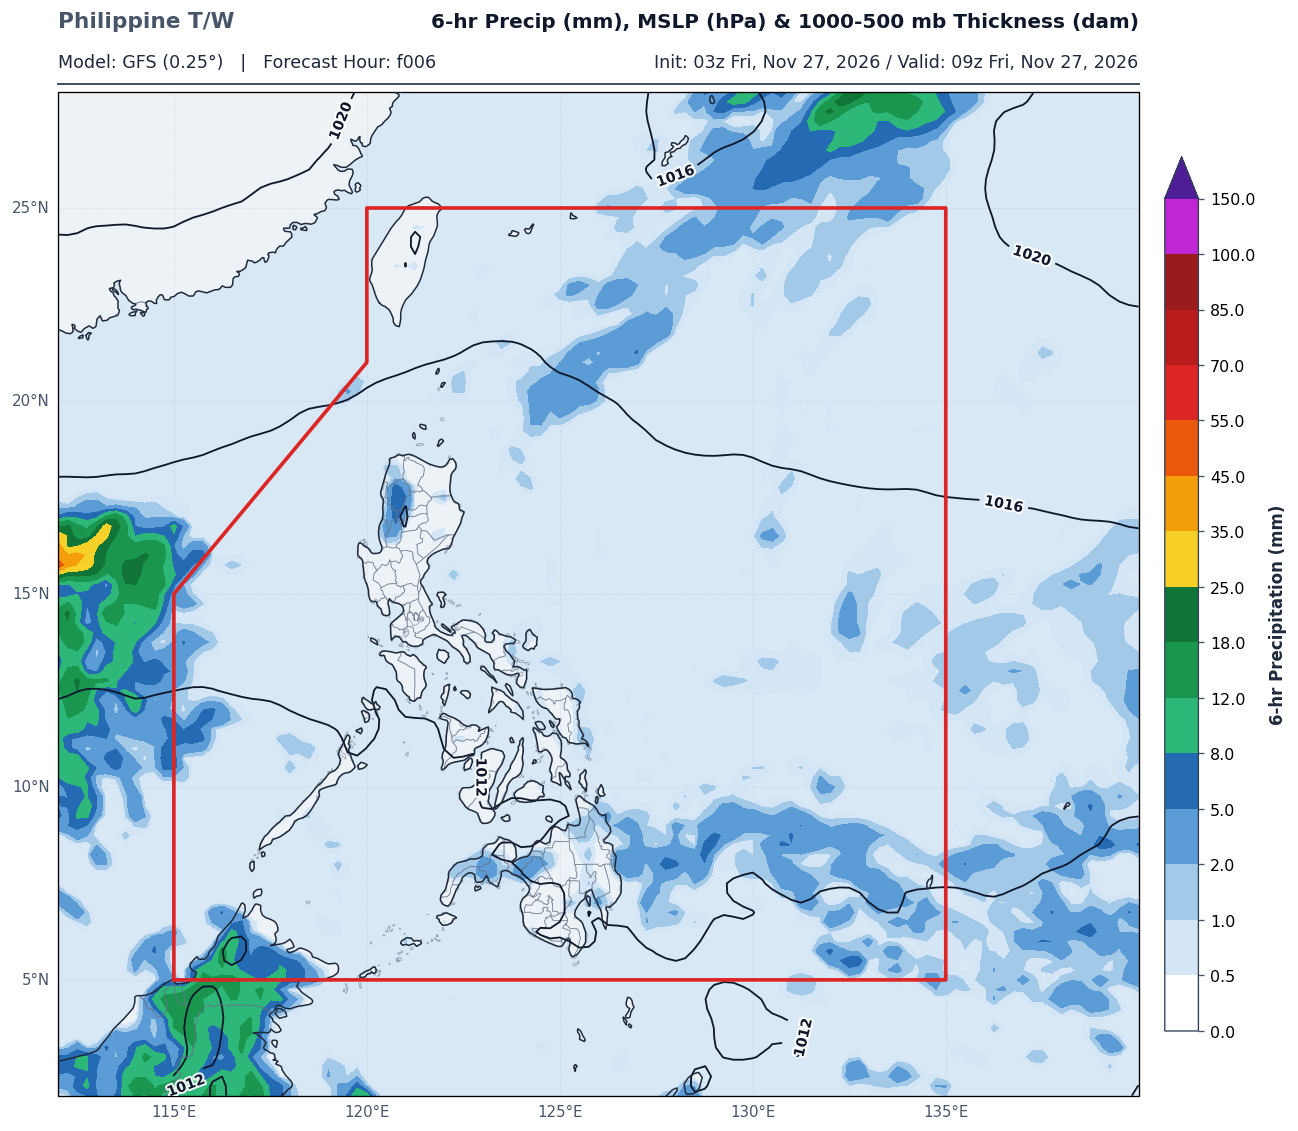 Philippine T/W
6-hr Precip (mm), MSLP (hPa) & 1000-500 mb Thickness (dam)
Model: GFS (0.25°) | Forecast Hour: f006
Init: 03z Fri, Nov 27, 2026 / Valid: 09z Fri, Nov 27, 2026
1020
1016
1020
1016
1012
1012
1012
25°N
20°N
15°N
10°N
5°N
115°E
120°E
125°E
130°E
135°E
150.0
100.0
85.0
70.0
55.0
45.0
35.0
25.0
18.0
12.0
8.0
5.0
2.0
1.0
0.5
0.0
6-hr Precipitation (mm)